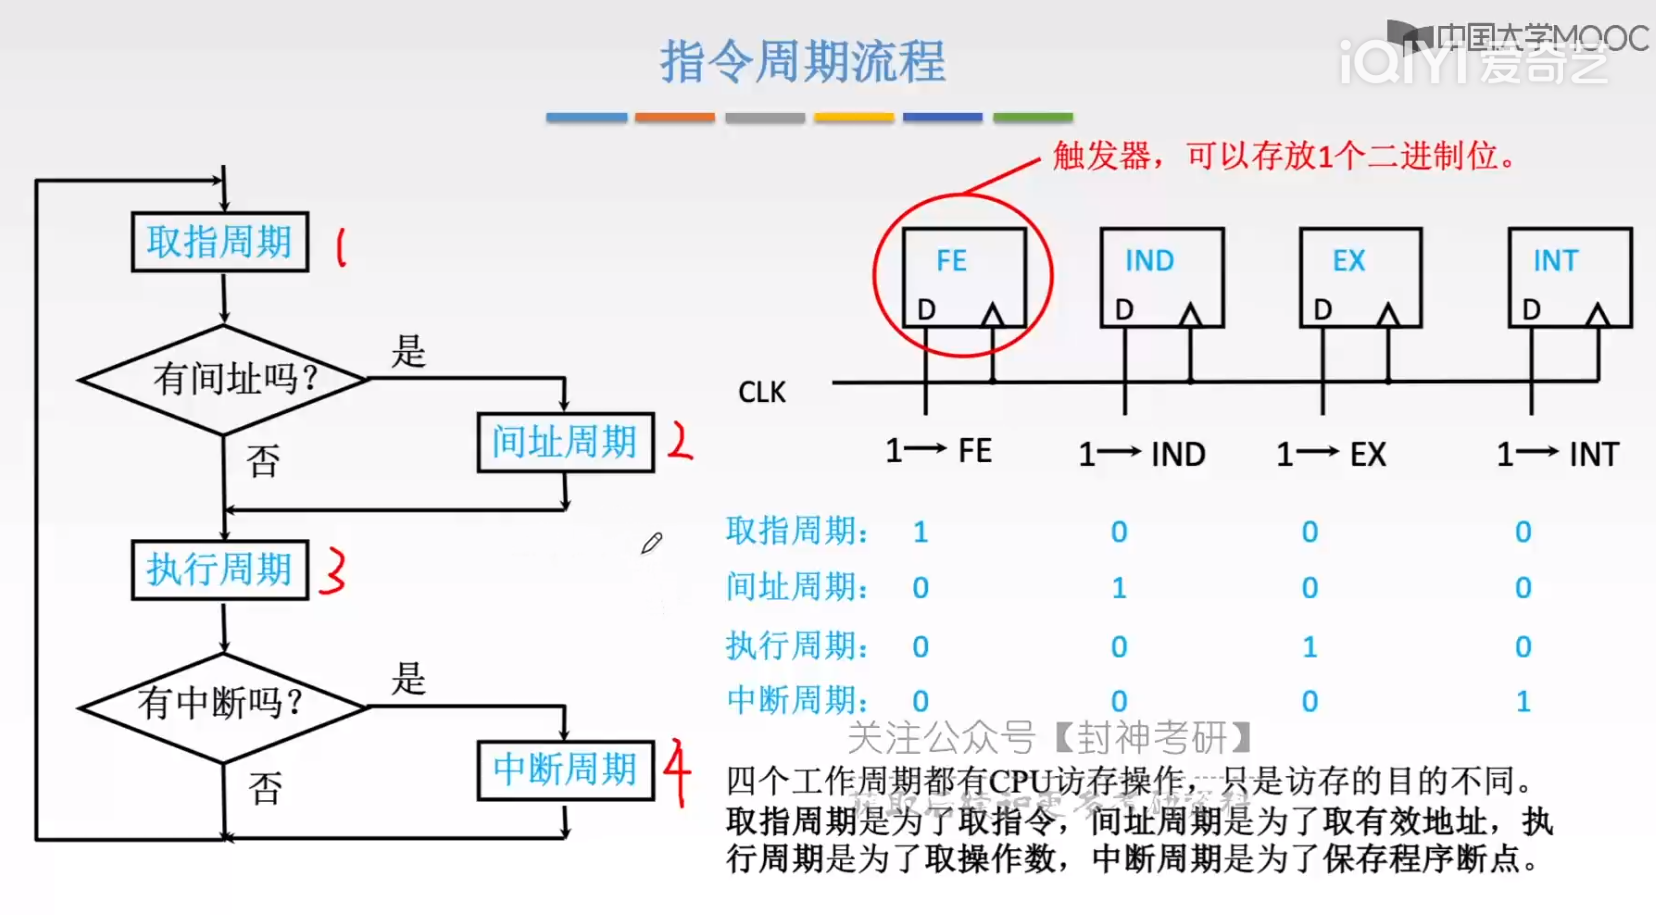 中国大学MOOC
iQIYI 爱奇艺
指令周期流程
触发器，可以存放1个二进制位。
取指周期 1
有间址吗？
是
否
间址周期 2
执行周期 3
有中断吗？
是
否
中断周期 4
FE IND EX INT
D D D D
CLK
1→ FE 1→ IND 1→ EX 1→ INT
取指周期： 1 0 0 0
间址周期： 0 1 0 0
执行周期： 0 0 1 0
中断周期： 0 0 0 1
关注公众号【封神考研】
四个工作周期都有CPU访存操作，只是访存的目的不同。
取指周期是为了取指令，间址周期是为了取有效地址，执
行周期是为了取操作数，中断周期是为了保存程序断点。